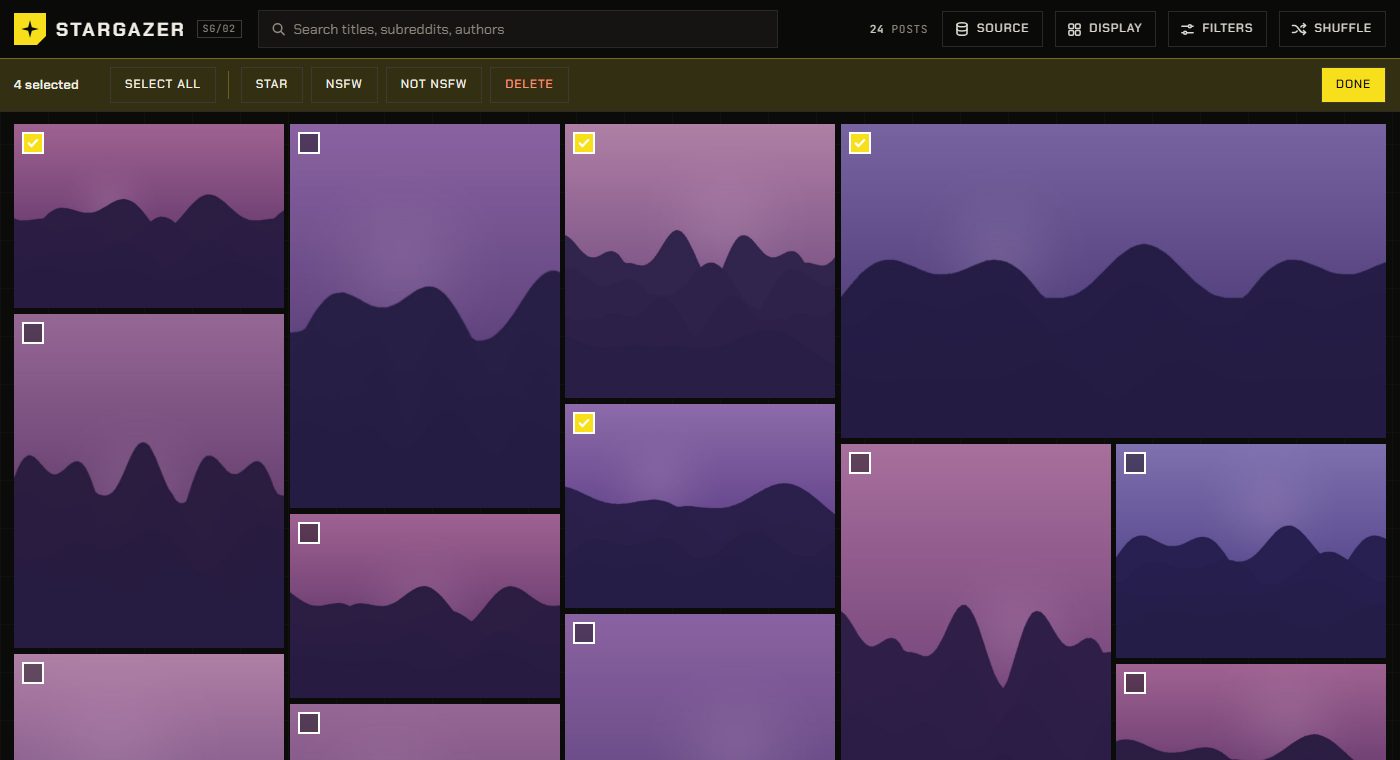 STARGAZER SG/02 Search titles, subreddits, authors 24 POSTS SOURCE DISPLAY FILTERS SHUFFLE
4 selected SELECT ALL STAR NSFW NOT NSFW DELETE DONE